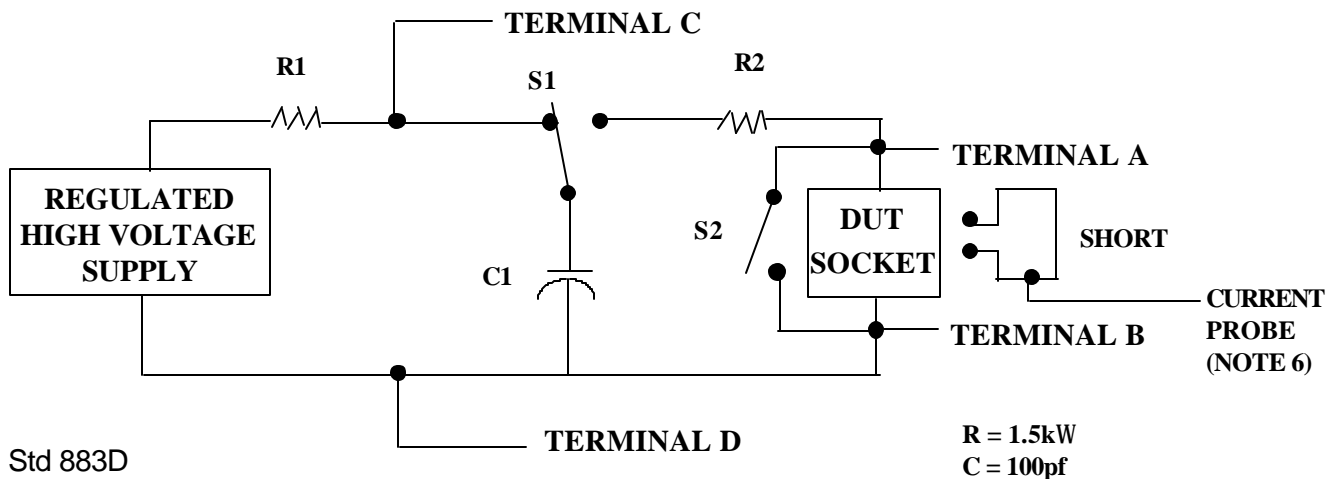 TERMINAL C
R1
S1
R2
TERMINAL A
REGULATED
HIGH VOLTAGE
SUPPLY
S2
DUT
SOCKET
SHORT
C1
CURRENT
PROBE
(NOTE 6)
TERMINAL B
TERMINAL D
R = 1.5kW
C = 100pf
Std 883D